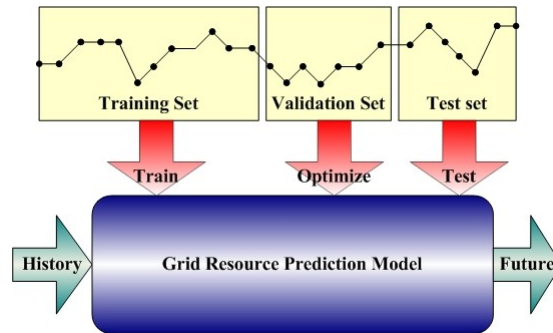 Training Set
Validation Set
Test set
Train
Optimize
Test
History
Grid Resource Prediction Model
Future